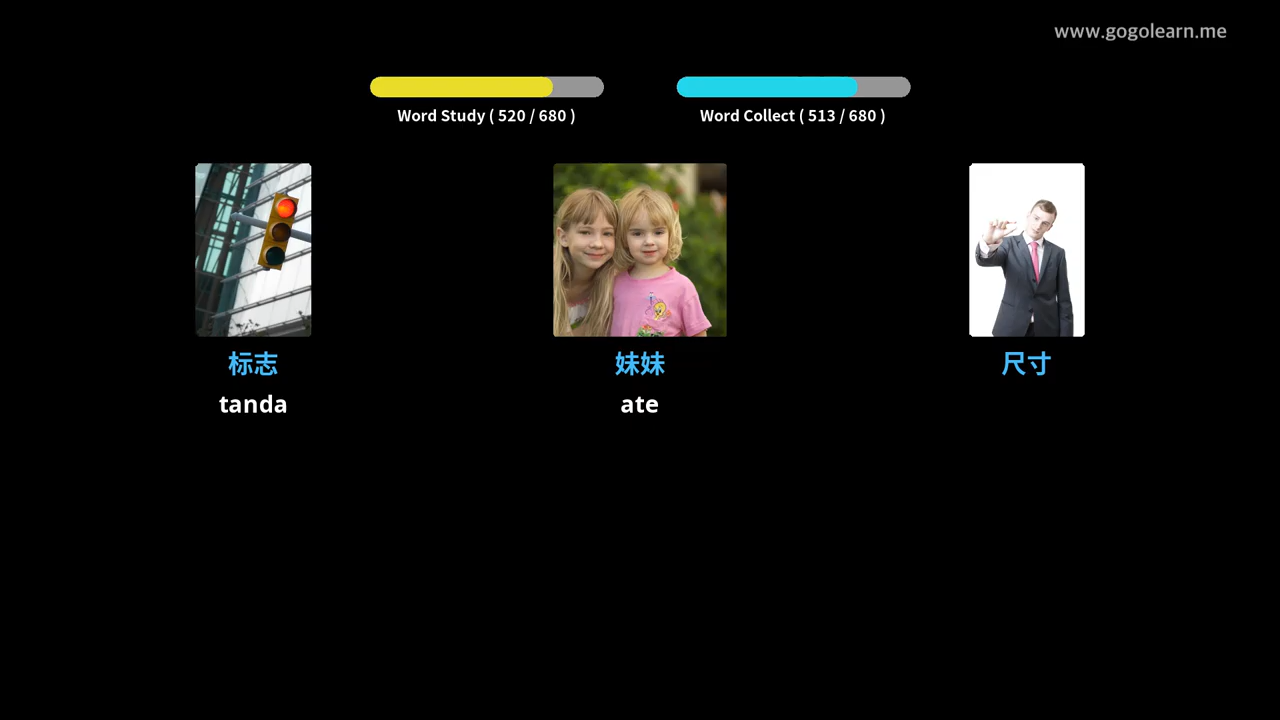 www.gogolearn.me
Word Study ( 520 / 680 )
Word Collect ( 513 / 680 )
标志
妹妹
尺寸
tanda
ate